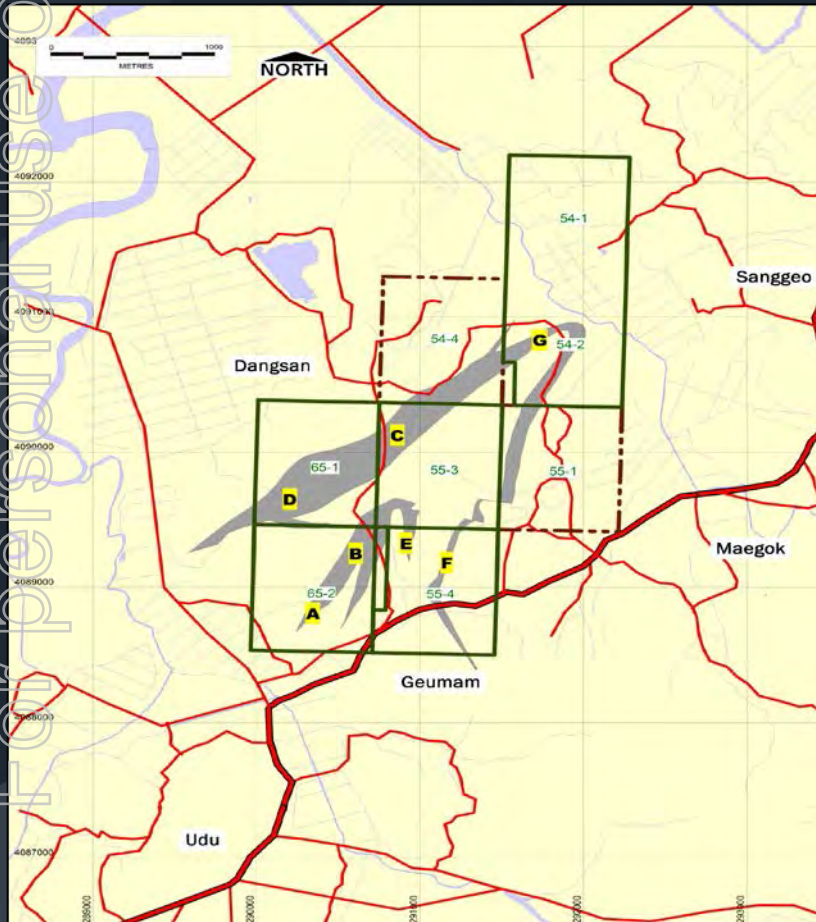 For personal use o
4093
0 1000
METRES
NORTH
4092000
54-1
Sanggeo
4091000
54-4
G
54-2
Dangsan
C
4090000
65-1
55-3
55-1
D
Maegok
B
E
F
4089000
65-2
55-4
A
Geumam
4088000
Udu
4087000